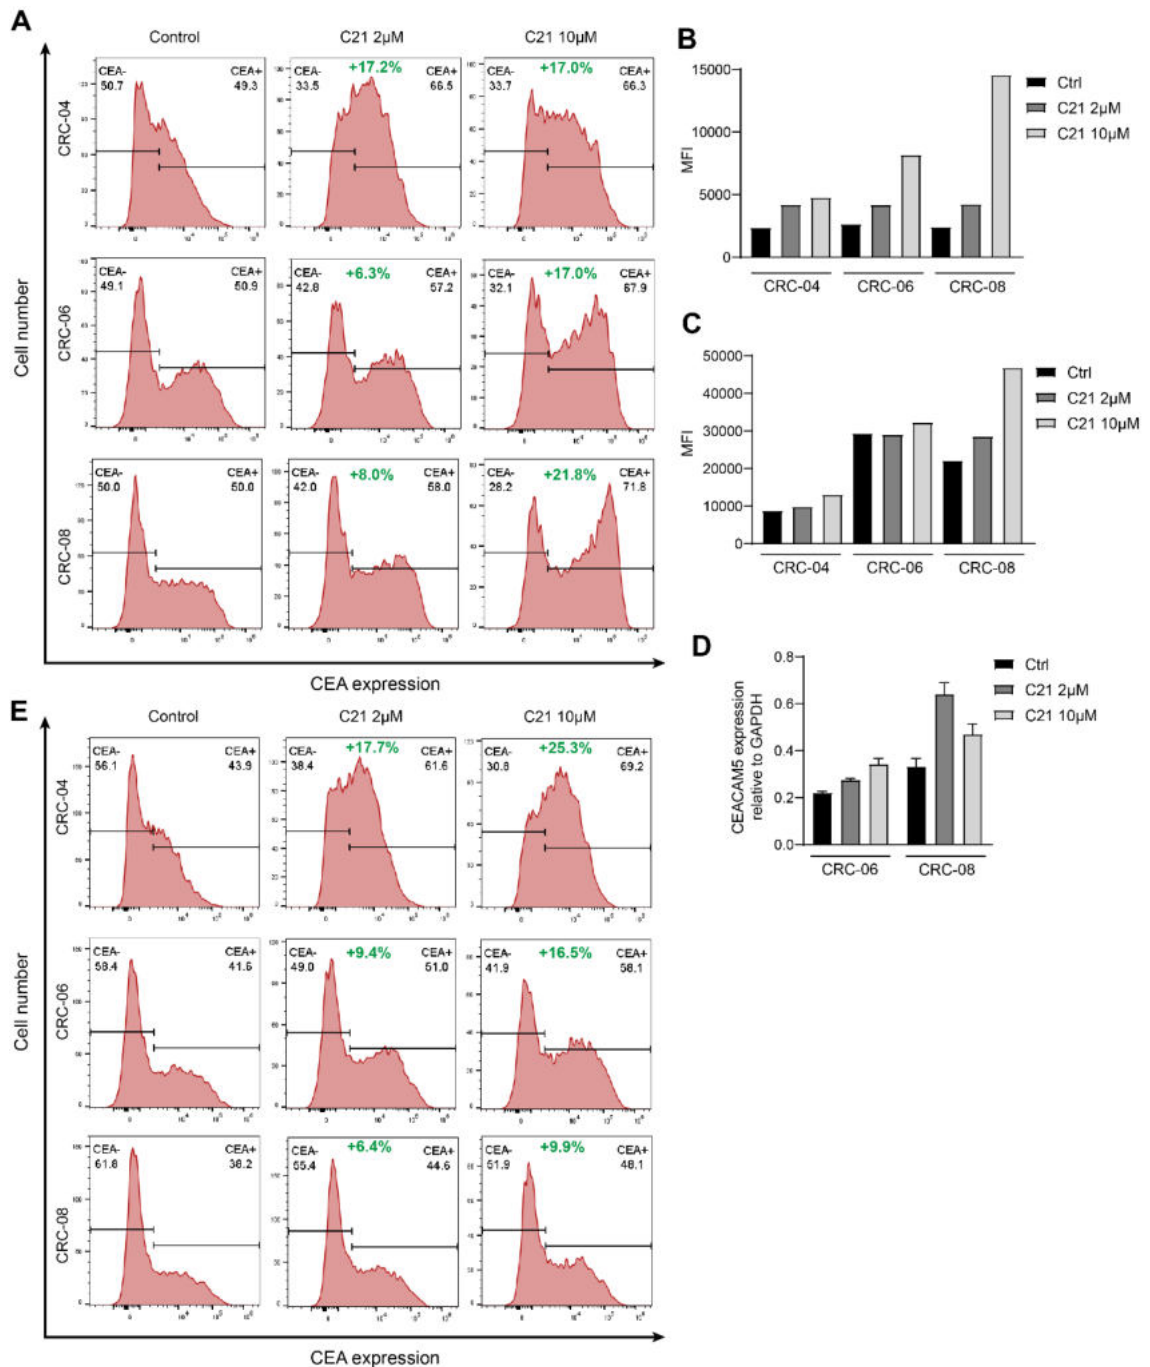 A
Control
C21 2µM
C21 10µM
Cell number
CRC-04
CEA-
50.7
CEA+
49.3
CEA-
33.5
+17.2%
CEA+
66.5
CEA-
33.7
+17.0%
CEA+
66.3
CRC-06
CEA-
49.1
CEA+
50.9
CEA-
42.8
+6.3%
CEA+
57.2
CEA-
32.1
+17.0%
CEA+
67.9
CRC-08
CEA-
50.0
CEA+
50.0
CEA-
42.0
+8.0%
CEA+
58.0
CEA-
28.2
+21.8%
CEA+
71.8
CEA expression
B
MFI
15000
10000
5000
0
CRC-04 CRC-06 CRC-08
Ctrl
C21 2µM
C21 10µM
C
MFI
50000
40000
30000
20000
10000
0
CRC-04 CRC-06 CRC-08
Ctrl
C21 2µM
C21 10µM
D
CEACAM5 expression
relative to GAPDH
0.8
0.6
0.4
0.2
0.0
CRC-06 CRC-08
Ctrl
C21 2µM
C21 10µM
E
Control
C21 2µM
C21 10µM
Cell number
CRC-04
CEA-
56.1
CEA+
43.9
CEA-
38.4
+17.7%
CEA+
61.6
CEA-
30.8
+25.3%
CEA+
69.2
CRC-06
CEA-
58.4
CEA+
41.6
CEA-
49.0
+9.4%
CEA+
51.0
CEA-
41.9
+16.5%
CEA+
58.1
CRC-08
CEA-
61.8
CEA+
38.2
CEA-
55.4
+6.4%
CEA+
44.6
CEA-
51.9
+9.9%
CEA+
48.1
CEA expression